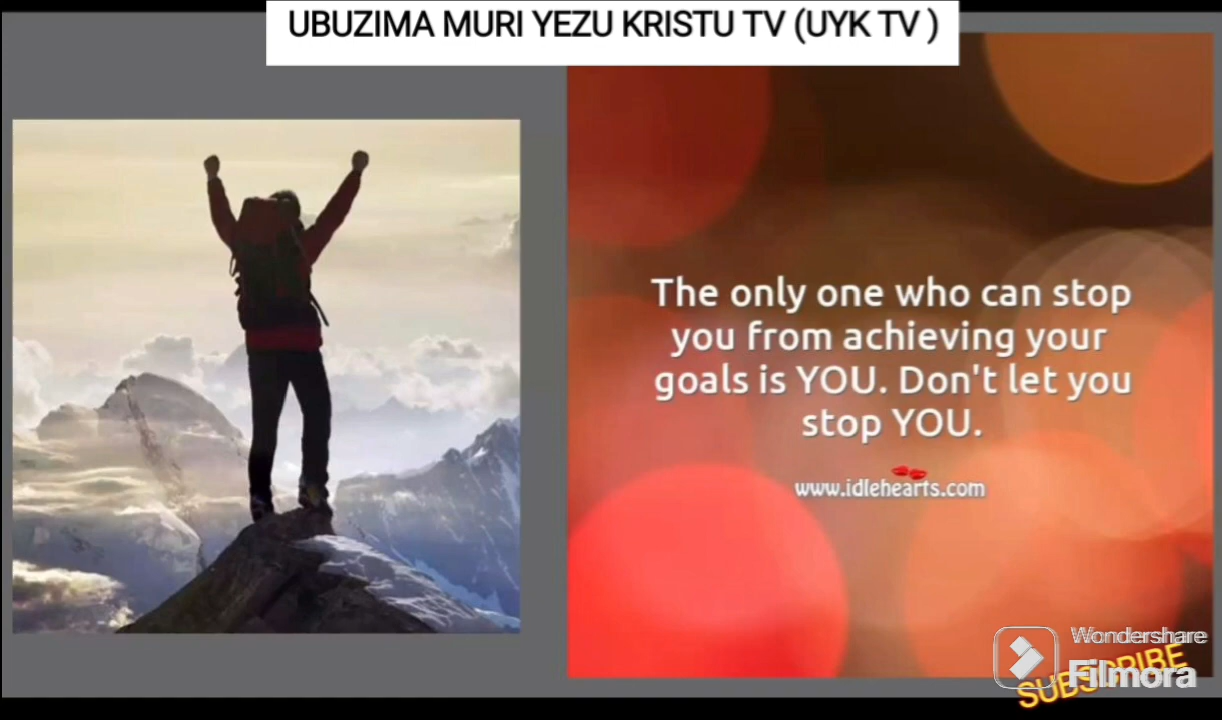 UBUZIMA MURI YEZU KRISTU TV (UYK TV )
The only one who can stop
you from achieving your
goals is YOU. Don't let you
stop YOU.
www.idlehearts.com
Wondershare
Filmora
SUBSCRIBE